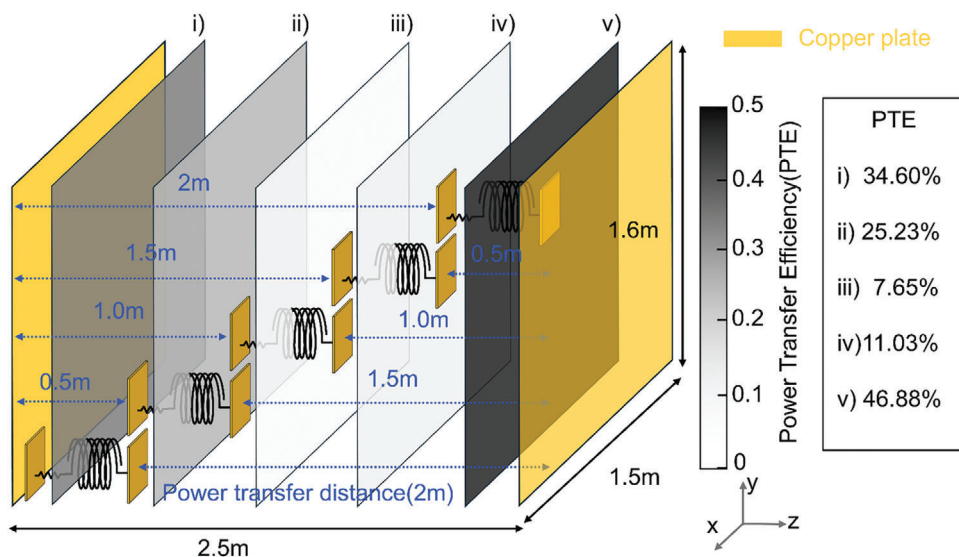 i)
ii)
iii)
iv)
v)
Copper plate
2m
1.5m
1.0m
0.5m
0.5m
1.0m
1.5m
Power transfer distance(2m)
2.5m
1.6m
1.5m
0.5
0.4
0.3
0.2
0.1
0
Power Transfer Efficiency(PTE)
PTE
i) 34.60%
ii) 25.23%
iii) 7.65%
iv)11.03%
v) 46.88%
y
x
z